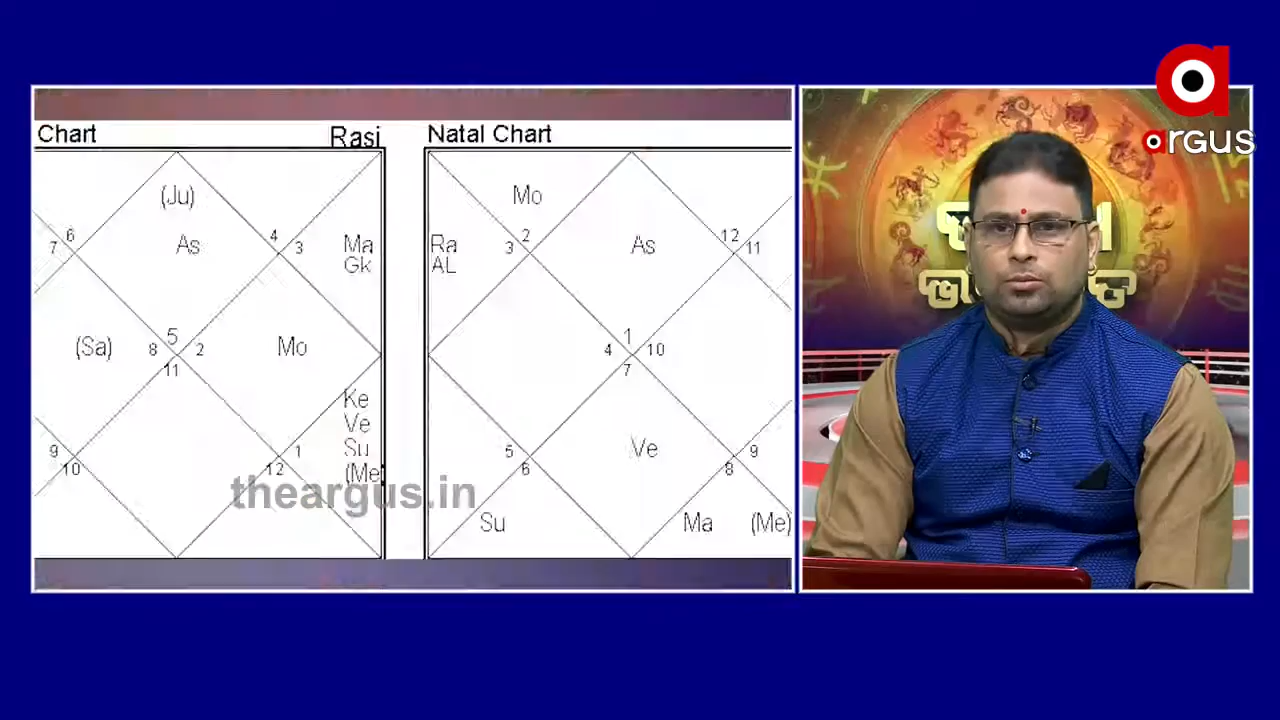 Chart
Rasi
(Ju)
As
6
7
4
3
Ma
Gk
(Sa)
5
8
2
11
Mo
Ke
Ve
Su
(Me
9
10
1
12
Natal Chart
Mo
Ra
AL
2
3
As
12
11
1
4
10
7
5
6
Ve
9
8
Su
Ma
(Me)
theargus.in
argus